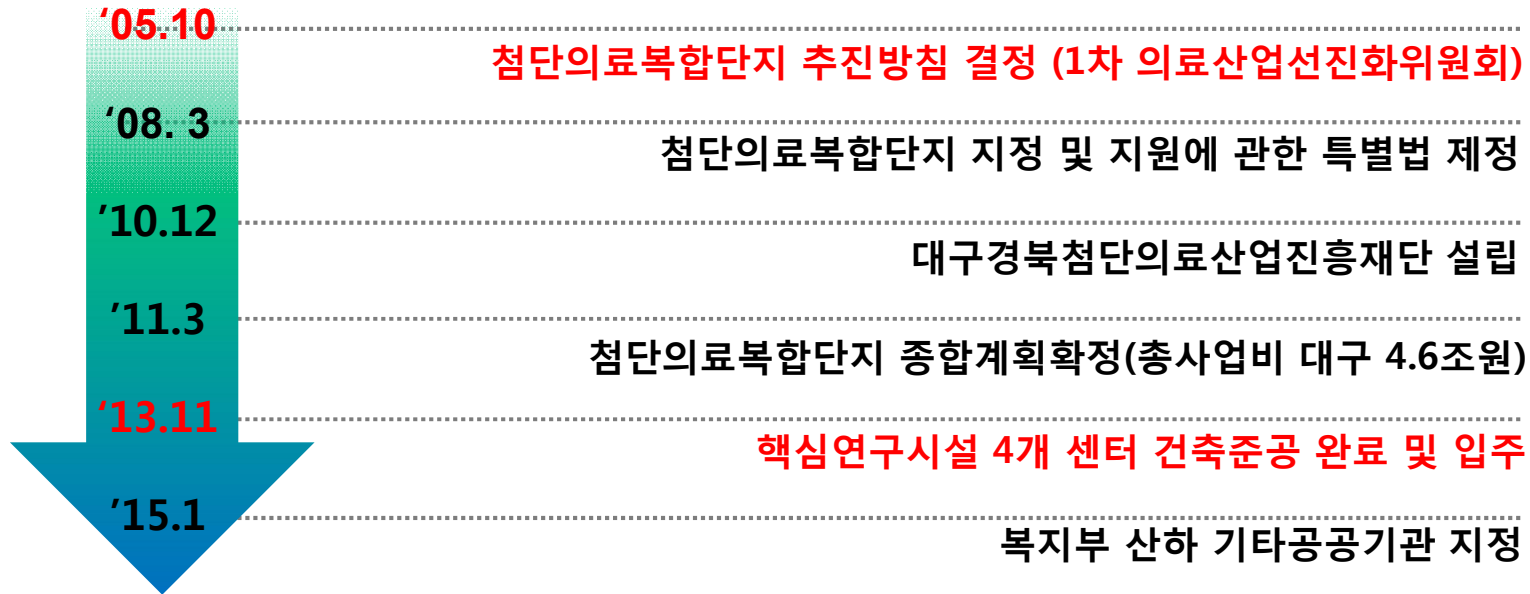 ‘05.10
첨단의료복합단지 추진방침 결정 (1차 의료산업선진화위원회)
‘08. 3
첨단의료복합단지 지정 및 지원에 관한 특별법 제정
’10.12
대구경북첨단의료산업진흥재단 설립
’11.3
첨단의료복합단지 종합계획확정(총사업비 대구 4.6조원)
‘13.11
핵심연구시설 4개 센터 건축준공 완료 및 입주
’15.1
복지부 산하 기타공공기관 지정